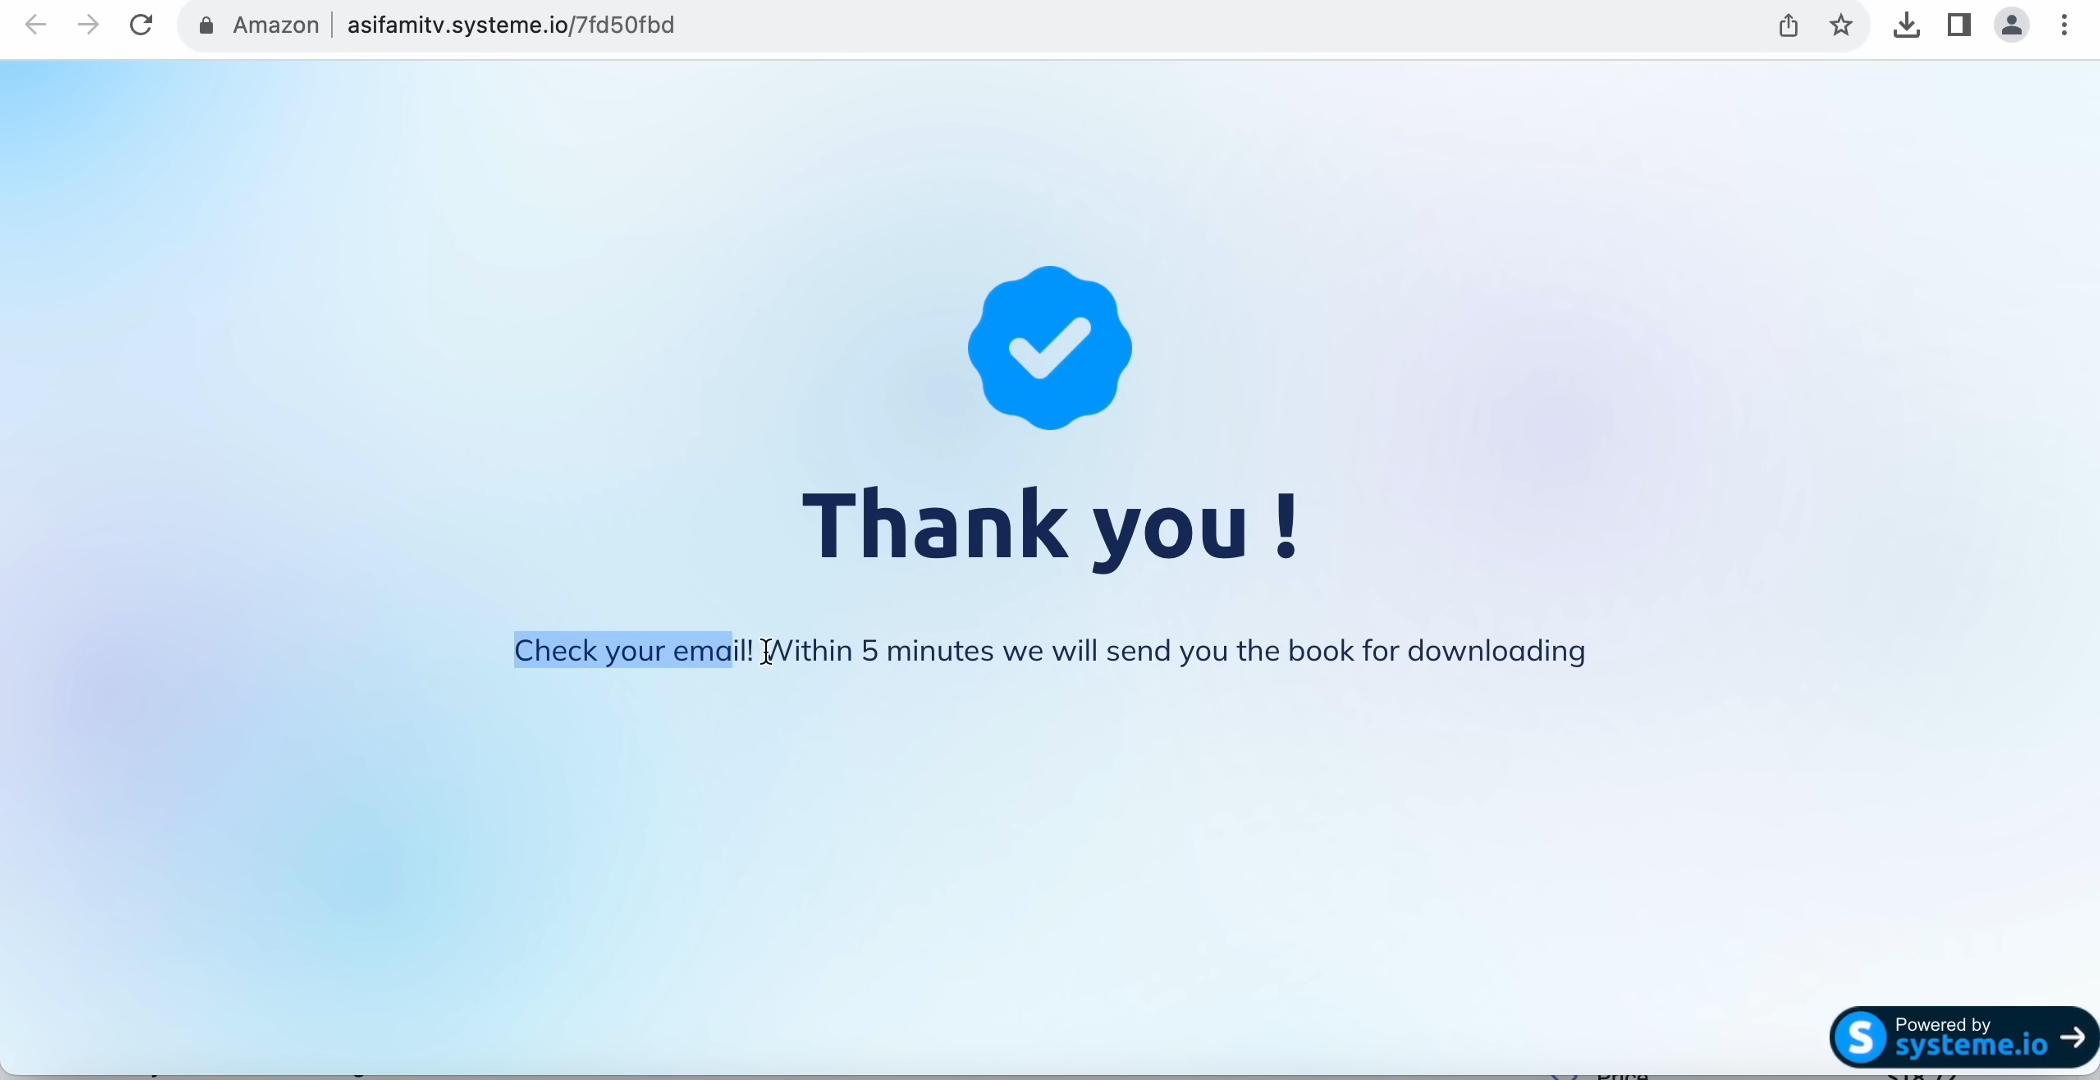 Amazon
asifamitv.systeme.io/7fd50fbd
Thank you !
Check your email! Within 5 minutes we will send you the book for downloading
Powered by
systeme.io